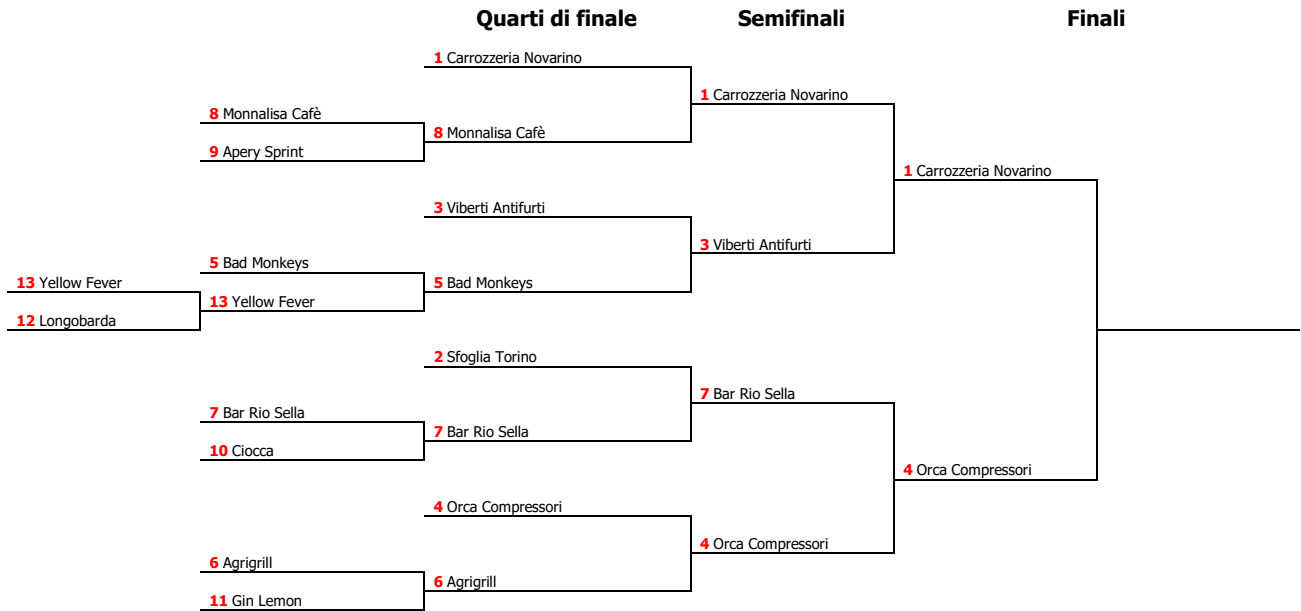 Quarti di finale Semifinali Finali
1 Carrozzeria Novarino
1 Carrozzeria Novarino
8 Monnalisa Cafè
8 Monnalisa Cafè
9 Apery Sprint
1 Carrozzeria Novarino
3 Viberti Antifurti
3 Viberti Antifurti
5 Bad Monkeys
13 Yellow Fever
5 Bad Monkeys
13 Yellow Fever
12 Longobarda
2 Sfoglia Torino
7 Bar Rio Sella
7 Bar Rio Sella
7 Bar Rio Sella
10 Ciocca
4 Orca Compressori
4 Orca Compressori
4 Orca Compressori
6 Agrigrill
6 Agrigrill
11 Gin Lemon